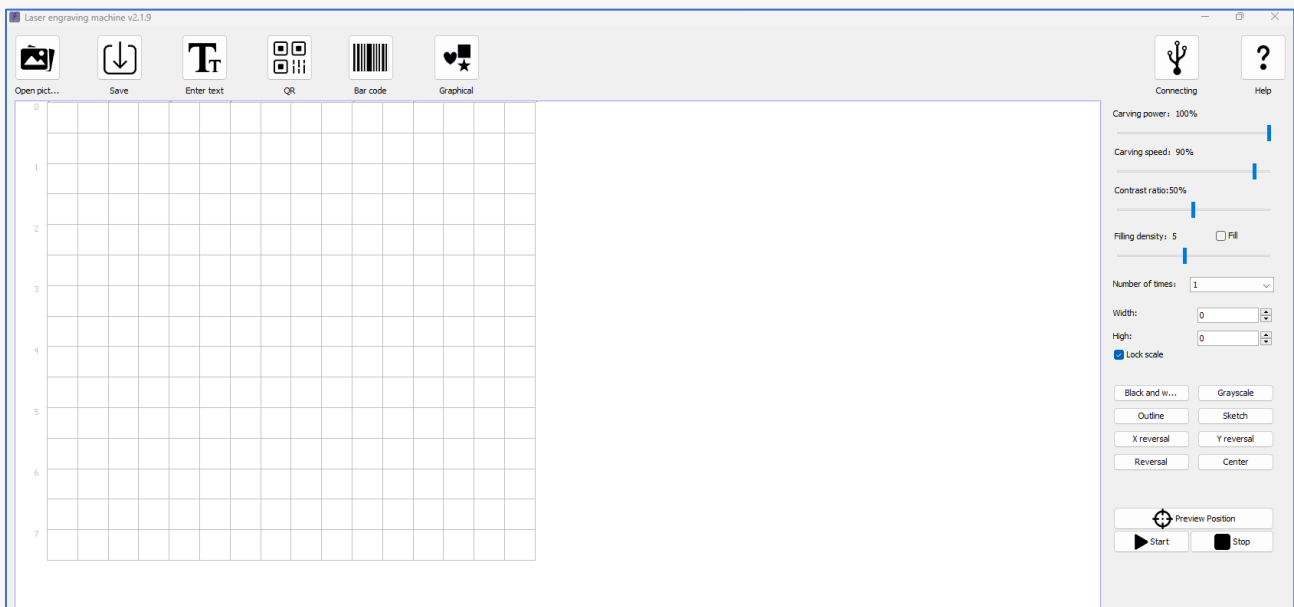 Laser engraving machine v2.1.9
Open pict...
Save
Enter text
QR
Bar code
Graphical
Connecting
Help
0
1
2
3
4
5
6
7
Carving power: 100%
Carving speed: 90%
Contrast ratio:50%
Filling density: 5
Fill
Number of times: 1
Width: 0
High: 0
Lock scale
Black and w... Grayscale
Outline Sketch
X reversal Y reversal
Reversal Center
Preview Position
Start Stop